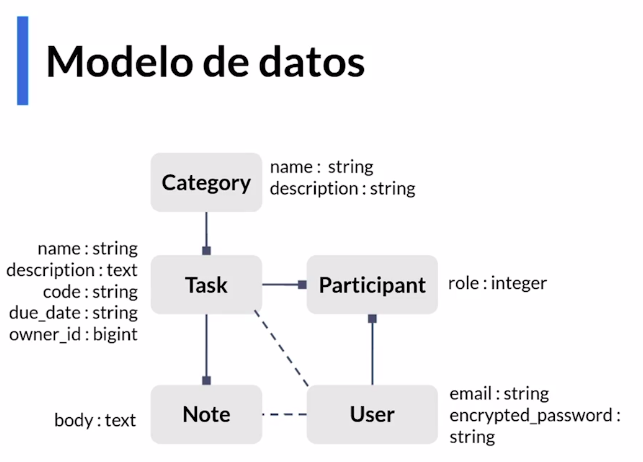 Modelo de datos
Category
name : string
description : string
name : string
description : text
code : string
due_date : string
owner_id : bigint
Task
Participant
role : integer
body : text
Note
User
email : string
encrypted_password :
string